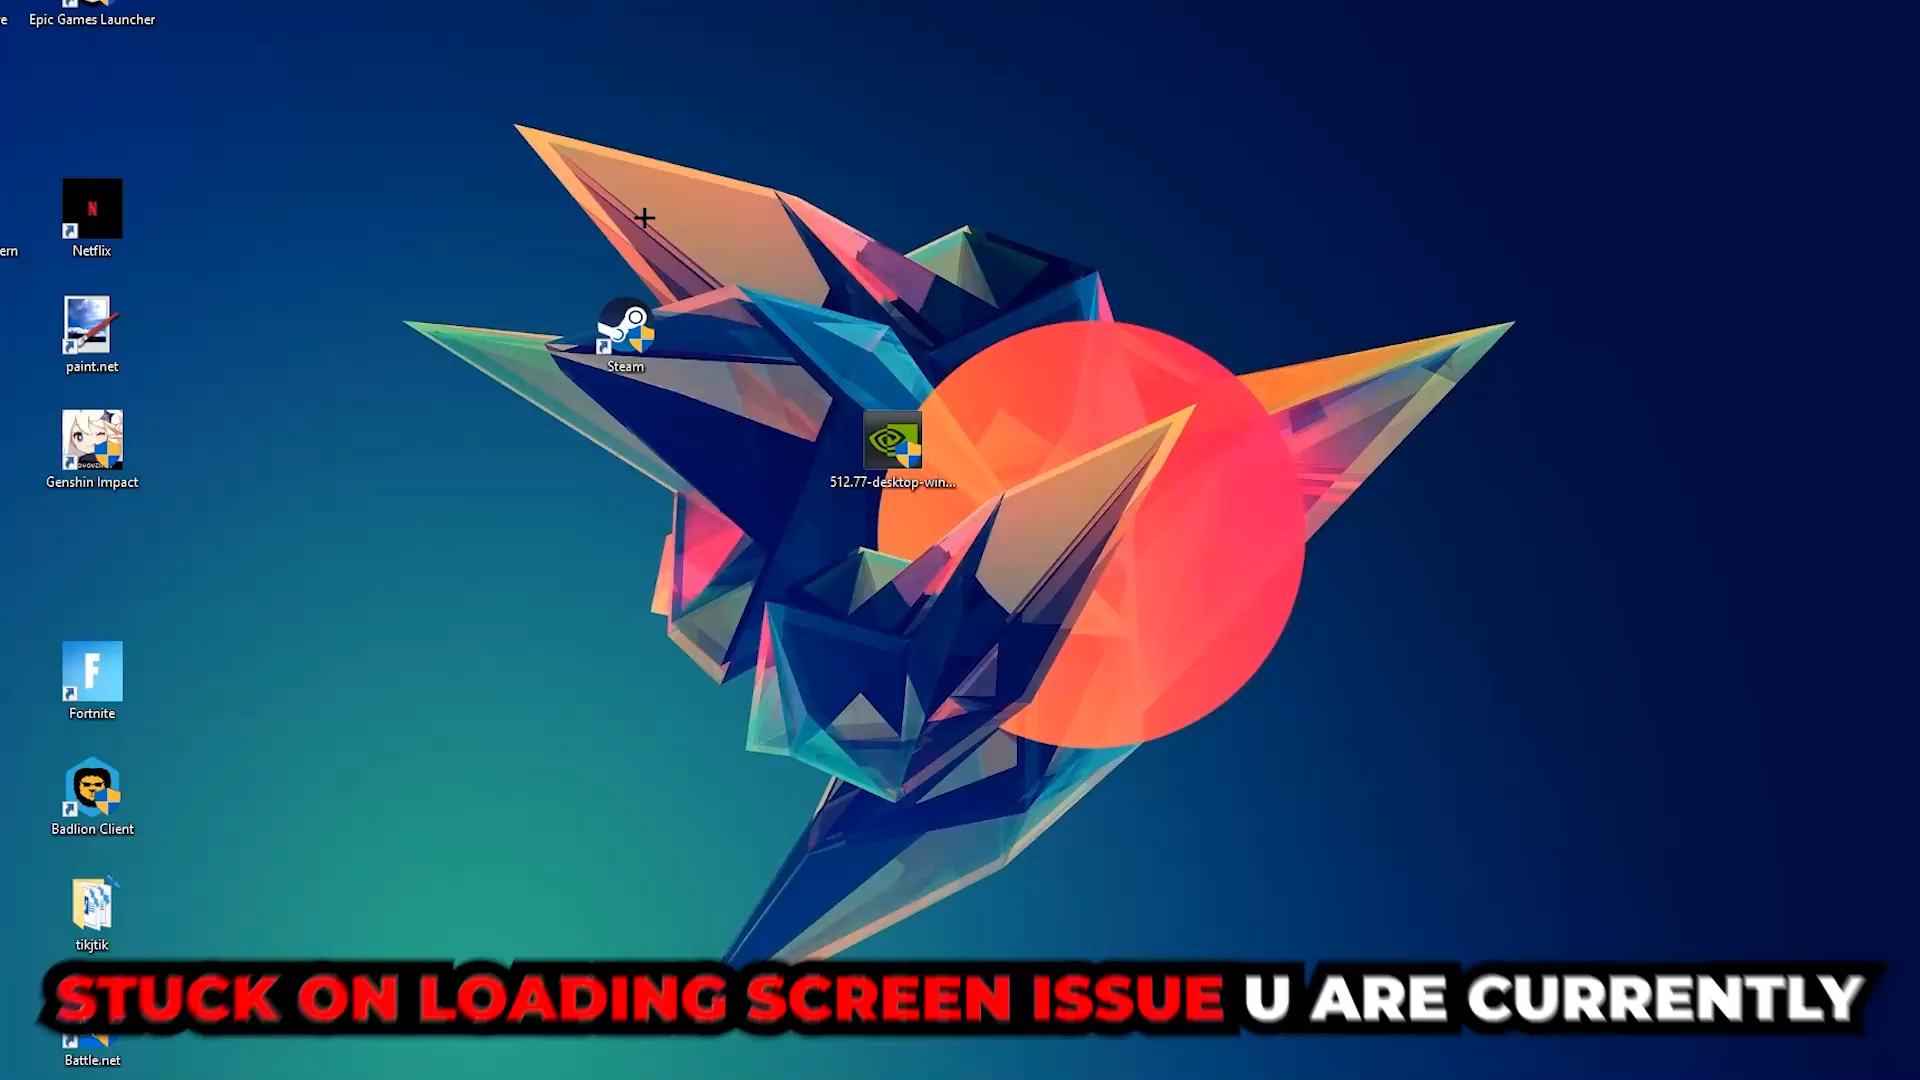 Epic Games Launcher
Netflix
ern
paint.net
Steam
Genshin Impact
512.77-desktop-win...
F
Fortnite
Badlion Client
tikjtik
STUCK ON LOADING SCREEN ISSUE U ARE CURRENTLY
Battle.net